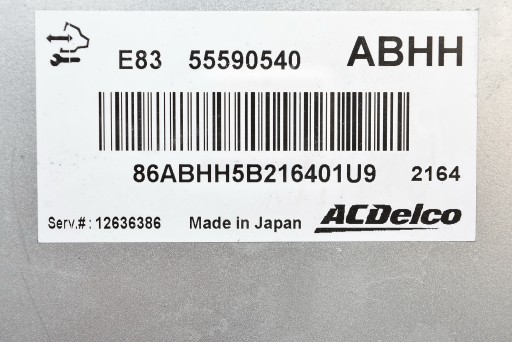 E83 55590540 ABHH
86ABHH5B216401U9 2164
Serv.#: 12636386 Made in Japan ACDelco